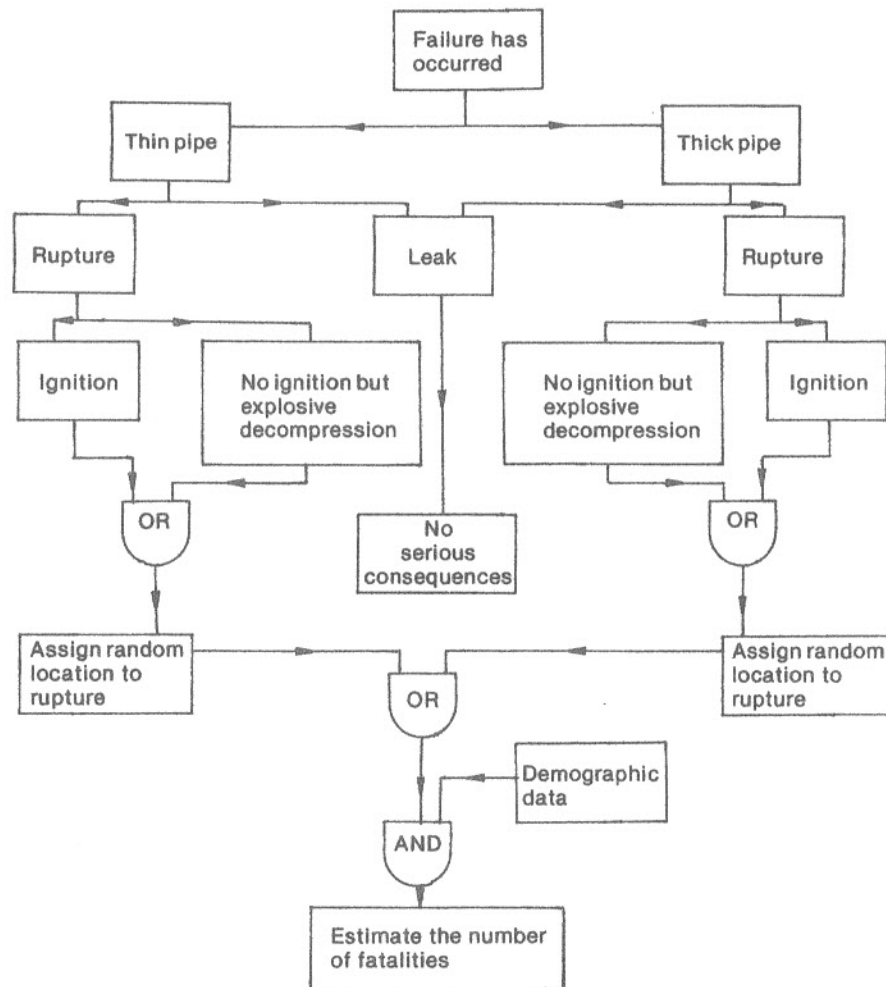 Failure has
occurred
Thin pipe
Thick pipe
Rupture
Leak
Rupture
Ignition
No ignition but
explosive
decompression
No ignition but
explosive
decompression
Ignition
OR
No
serious
consequences
OR
Assign random
location to
rupture
OR
Assign random
location to
rupture
Demographic
data
AND
Estimate the number
of fatalities